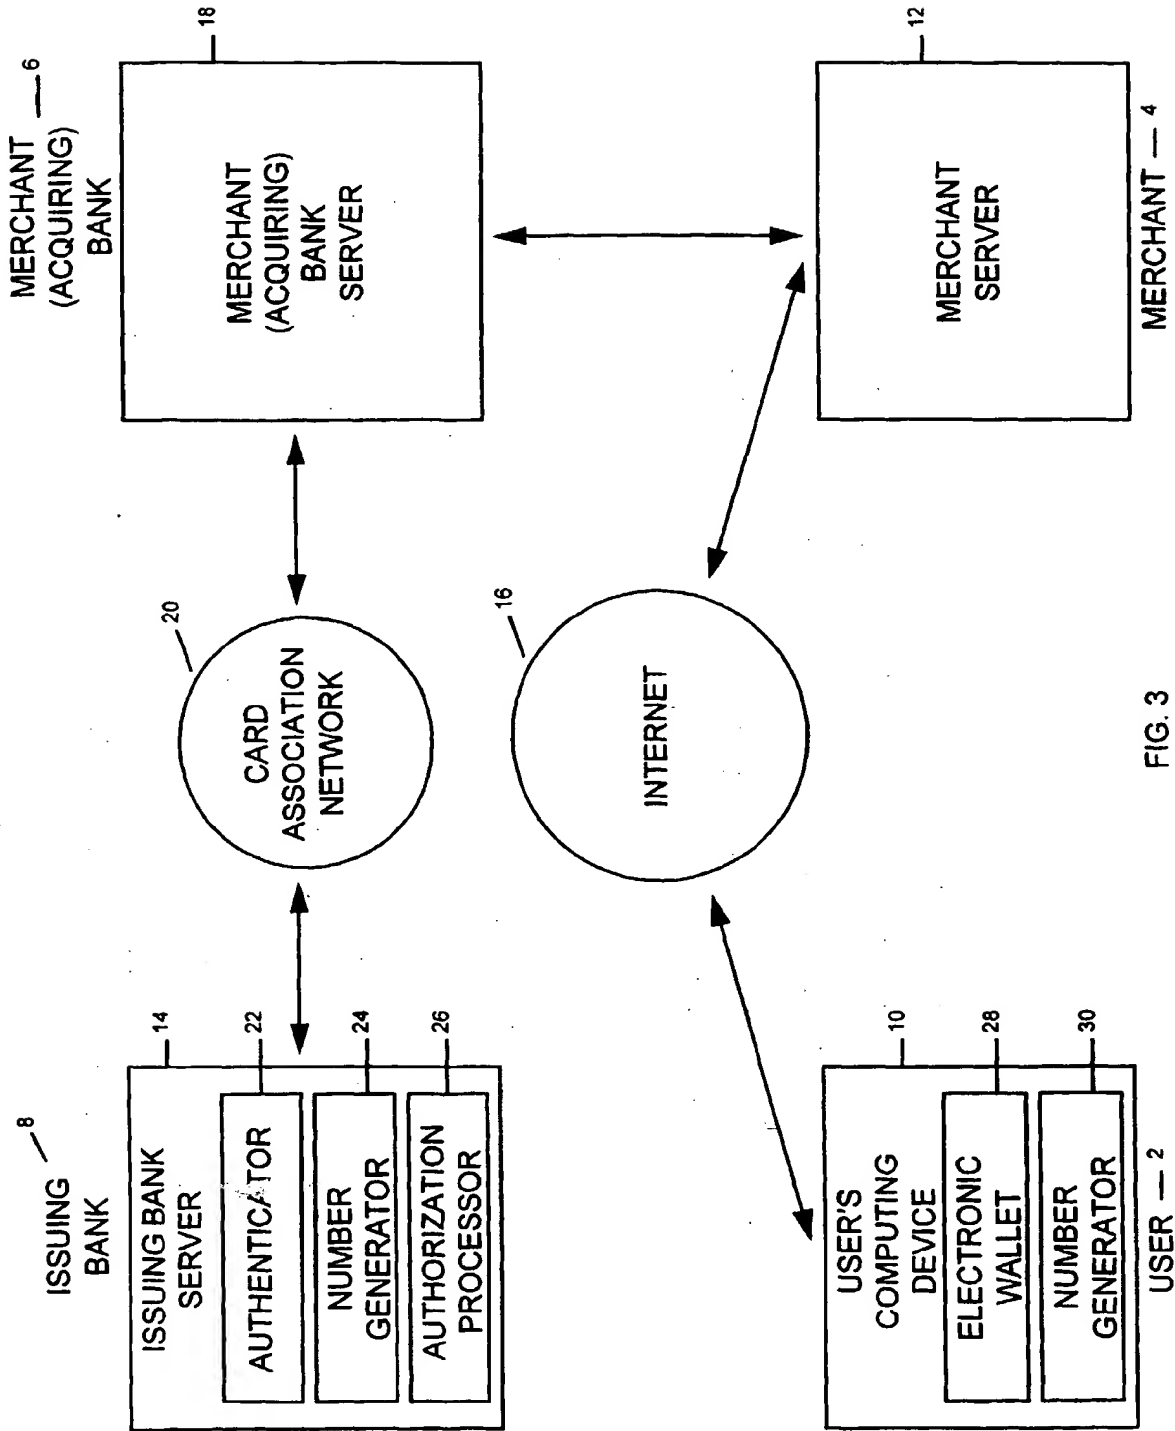 ISSUING
BANK
8
ISSUING BANK
SERVER
14
AUTHENTICATOR
22
NUMBER
GENERATOR
24
AUTHORIZATION
PROCESSOR
26
CARD
ASSOCIATION
NETWORK
20
MERCHANT
(ACQUIRING)
BANK
6
MERCHANT
(ACQUIRING)
BANK
SERVER
18
USER'S
COMPUTING
DEVICE
10
ELECTRONIC
WALLET
28
NUMBER
GENERATOR
30
USER — 2
INTERNET
16
MERCHANT
SERVER
12
MERCHANT — 4
FIG. 3